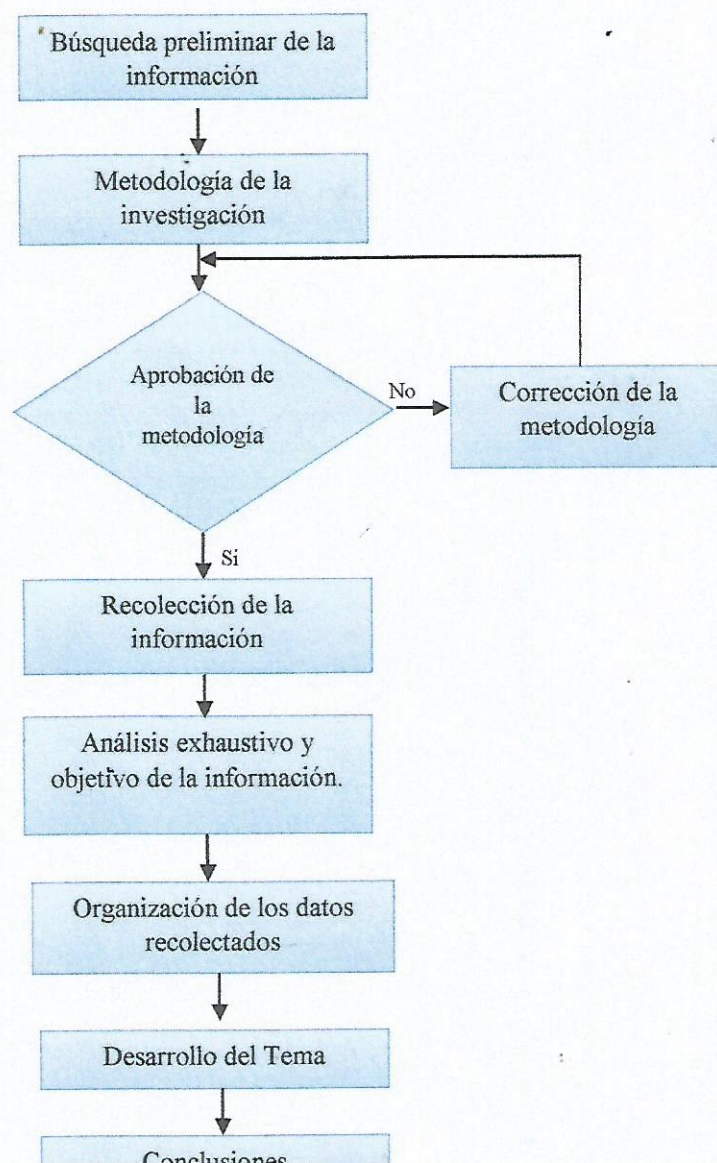 Búsqueda preliminar de la
información
Metodología de la
investigación
Aprobación de
la
metodología
No
Corrección de la
metodología
Si
Recolección de la
información
Análisis exhaustivo y
objetivo de la información.
Organización de los datos
recolectados
Desarrollo del Tema
Conclusiones